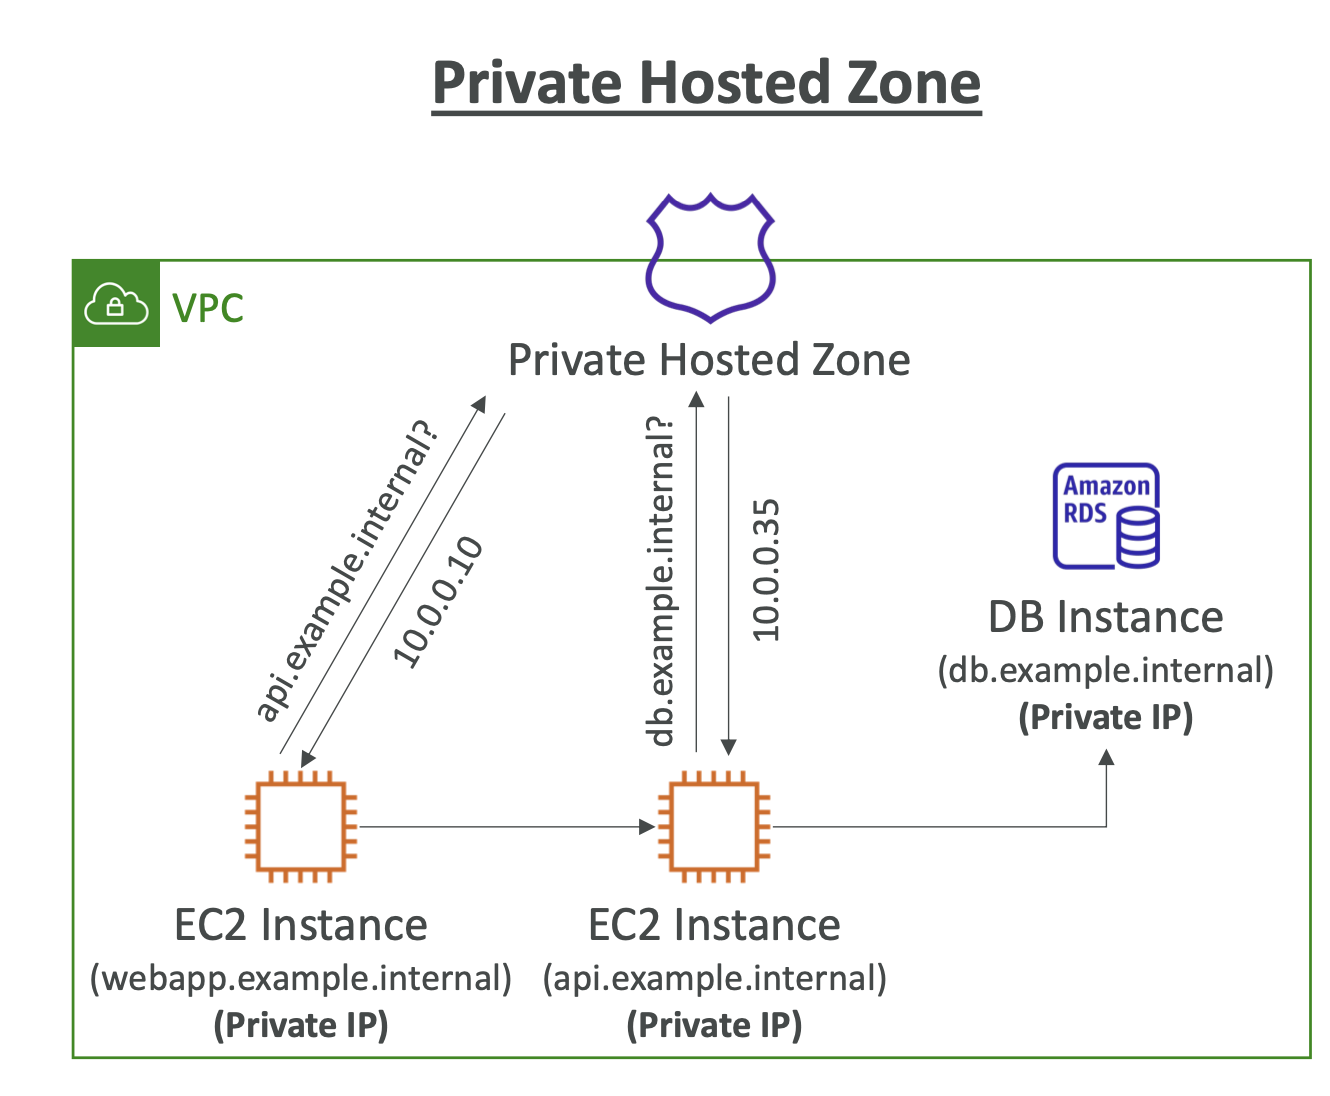 Private Hosted Zone
VPC
Private Hosted Zone
api.example.internal?
10.0.0.10
db.example.internal?
10.0.0.35
Amazon
RDS
DB Instance
(db.example.internal)
(Private IP)
EC2 Instance
(webapp.example.internal)
(Private IP)
EC2 Instance
(api.example.internal)
(Private IP)